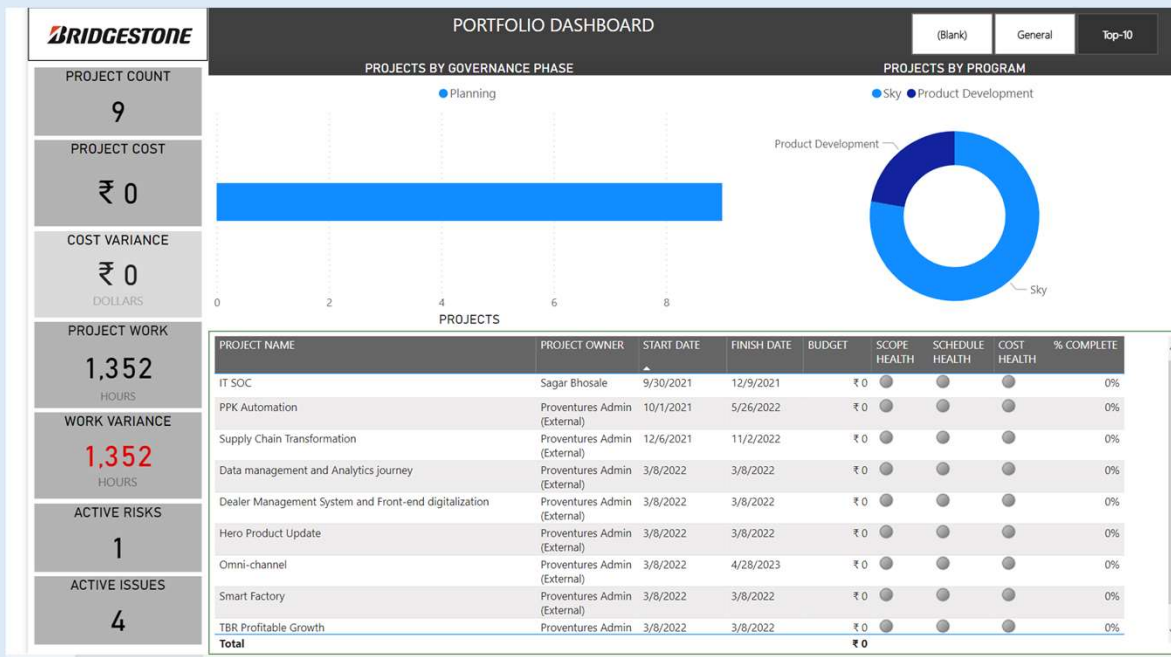 BRIDGESTONE
PORTFOLIO DASHBOARD
(Blank) General Top-10
PROJECT COUNT
9
PROJECT COST
₹ 0
COST VARIANCE
₹ 0
DOLLARS
PROJECT WORK
1,352
HOURS
WORK VARIANCE
1,352
HOURS
ACTIVE RISKS
1
ACTIVE ISSUES
4
PROJECTS BY GOVERNANCE PHASE
Planning
0 2 4 6 8
PROJECTS
PROJECTS BY PROGRAM
Sky Product Development
Product Development
Sky
PROJECT NAME PROJECT OWNER START DATE FINISH DATE BUDGET SCOPE HEALTH SCHEDULE HEALTH COST HEALTH % COMPLETE
IT SOC Sagar Bhosale 9/30/2021 12/9/2021 ₹ 0 0%
PPK Automation Proventures Admin (External) 10/1/2021 5/26/2022 ₹ 0 0%
Supply Chain Transformation Proventures Admin (External) 12/6/2021 11/2/2022 ₹ 0 0%
Data management and Analytics journey Proventures Admin (External) 3/8/2022 3/8/2022 ₹ 0 0%
Dealer Management System and Front-end digitalization Proventures Admin (External) 3/8/2022 3/8/2022 ₹ 0 0%
Hero Product Update Proventures Admin (External) 3/8/2022 3/8/2022 ₹ 0 0%
Omni-channel Proventures Admin (External) 3/8/2022 4/28/2023 ₹ 0 0%
Smart Factory Proventures Admin (External) 3/8/2022 3/8/2022 ₹ 0 0%
TBR Profitable Growth Proventures Admin 3/8/2022 3/8/2022 ₹ 0 0%
Total ₹ 0